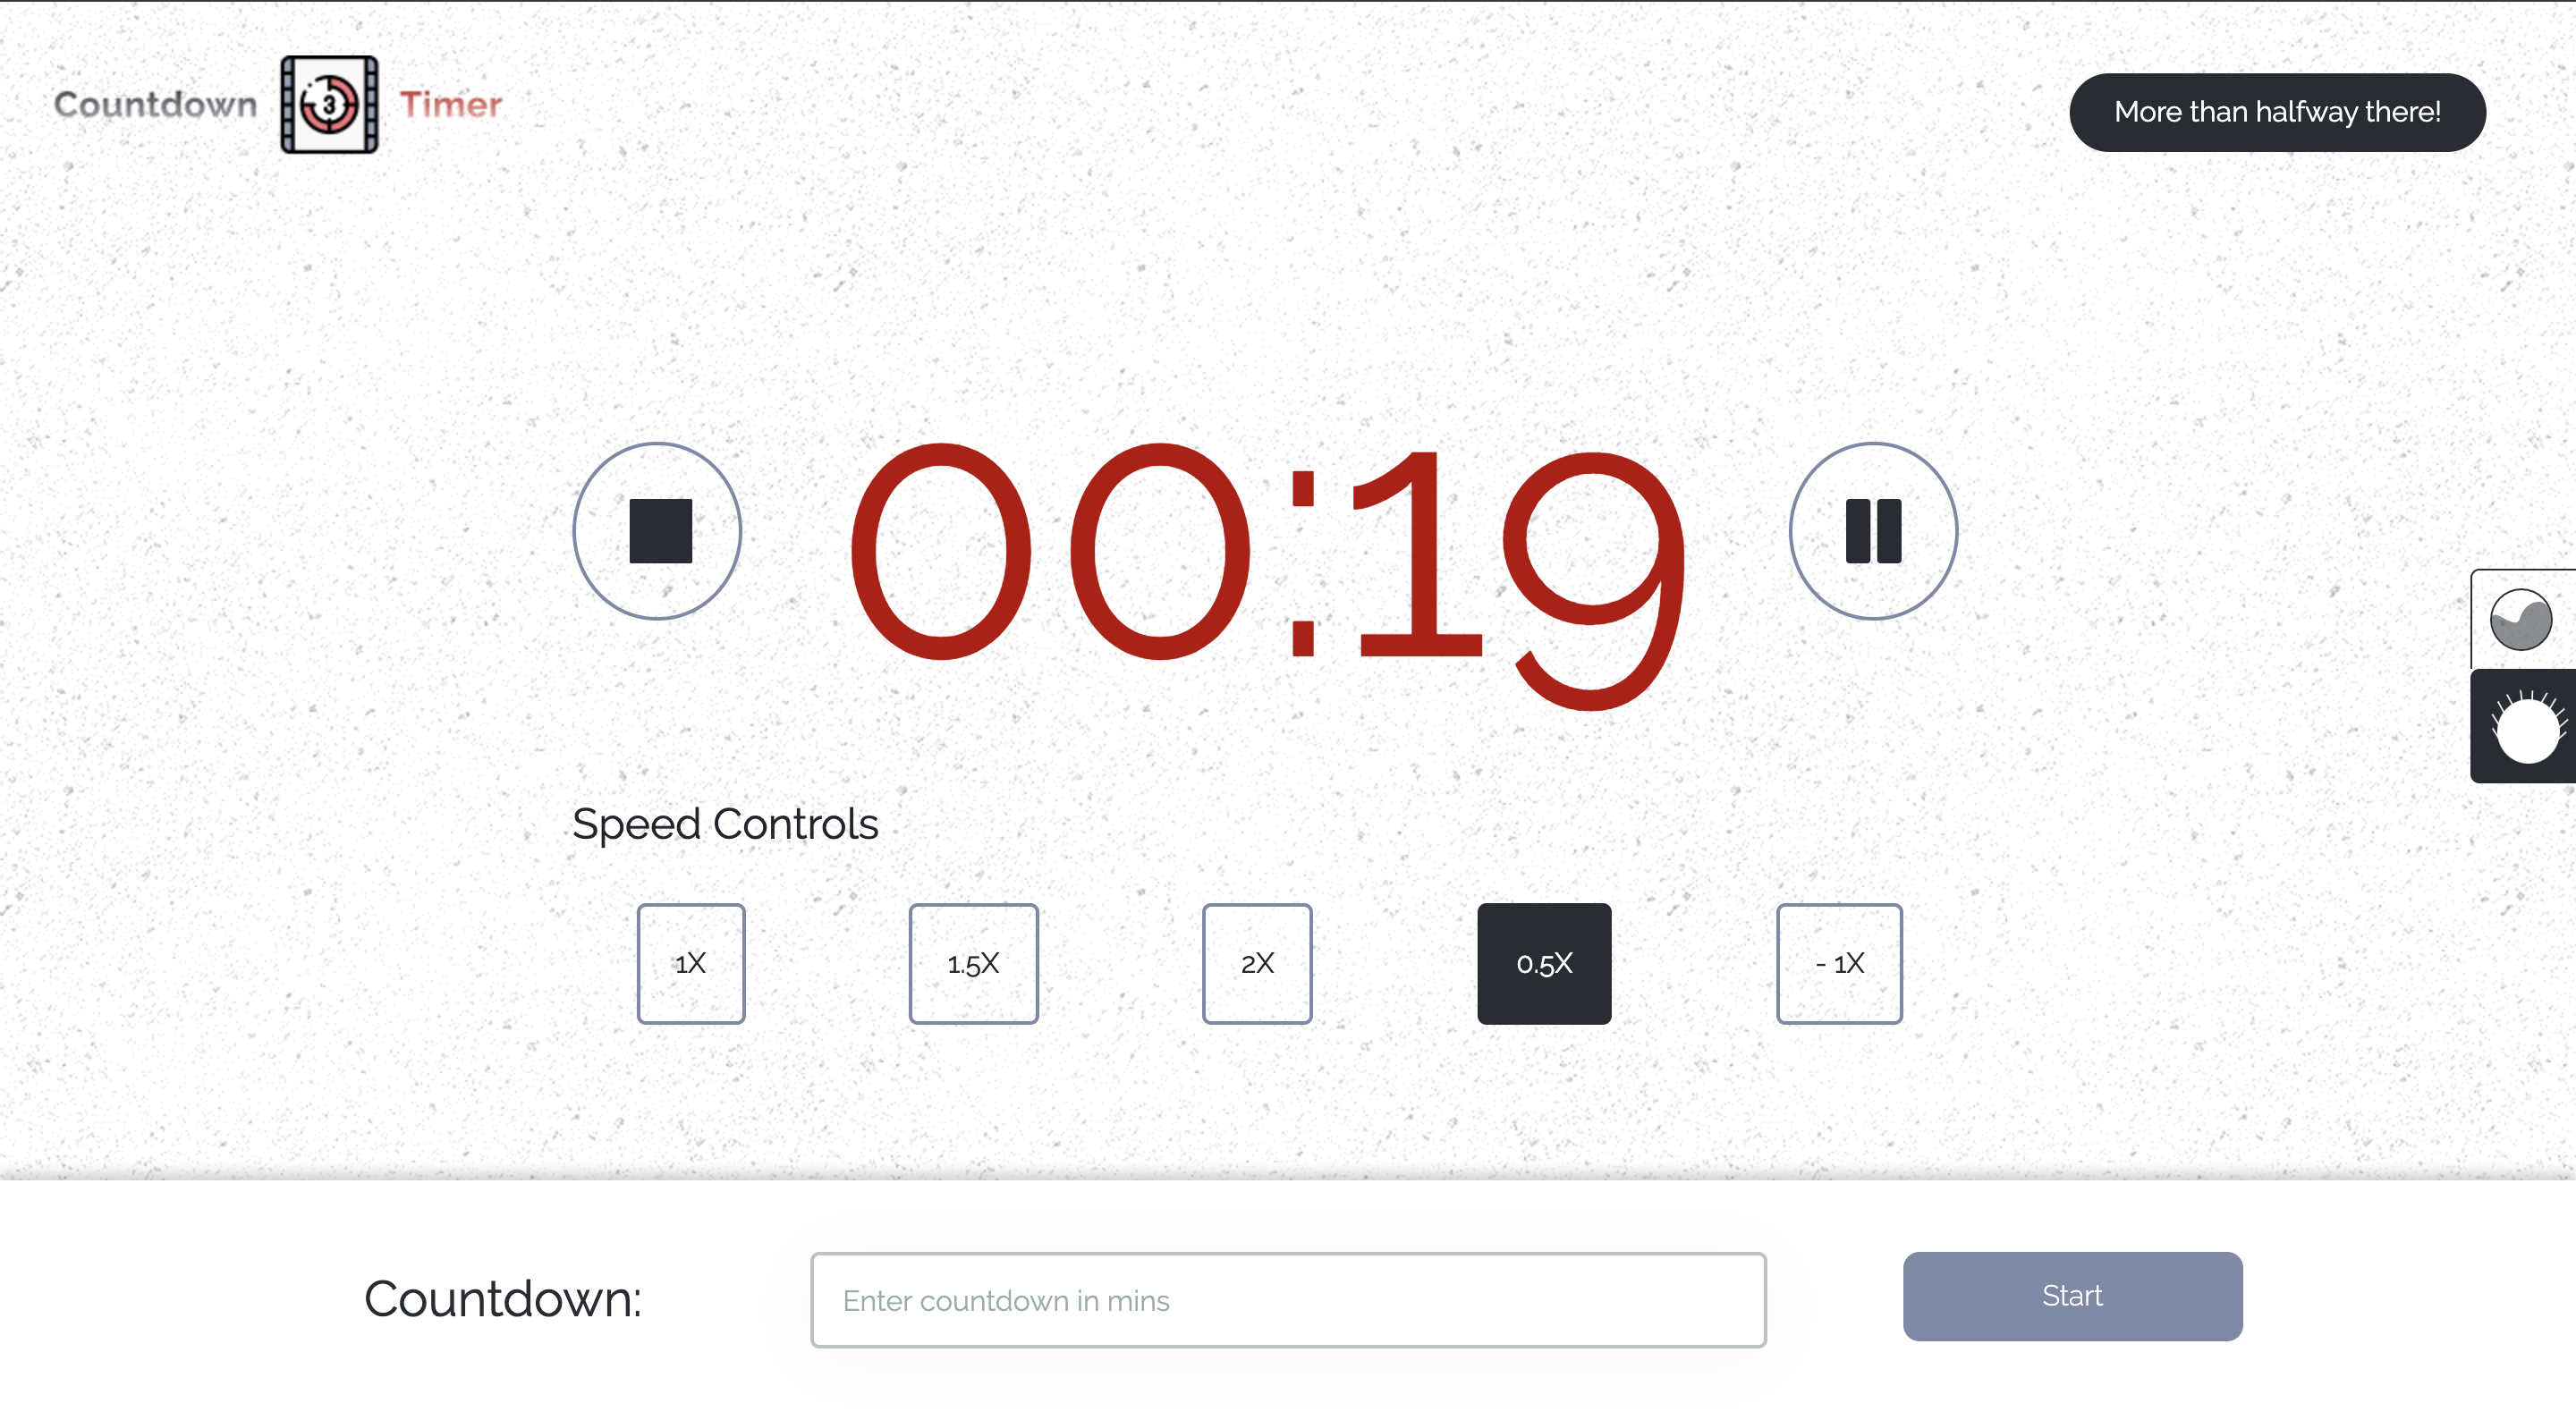 Countdown 3 Timer
More than halfway there!
00:19
Speed Controls
1X 1.5X 2X 0.5X - 1X
Countdown: Enter countdown in mins Start